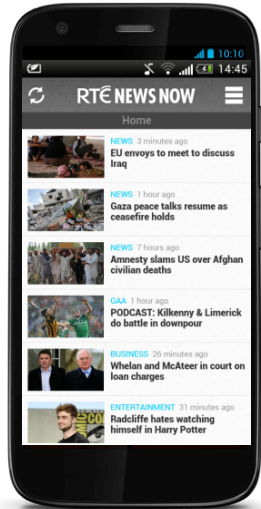 10:10
14:45
RTÉ NEWS NOW
Home
NEWS 3 minutes ago
EU envoys to meet to discuss
Iraq
NEWS 1 hour ago
Gaza peace talks resume as
ceasefire holds
NEWS 7 hours ago
Amnesty slams US over Afghan
civilian deaths
GAA 1 hour ago
PODCAST: Kilkenny & Limerick
do battle in downpour
BUSINESS 26 minutes ago
Whelan and McAteer in court on
loan charges
ENTERTAINMENT 31 minutes ago
Radcliffe hates watching
himself in Harry Potter